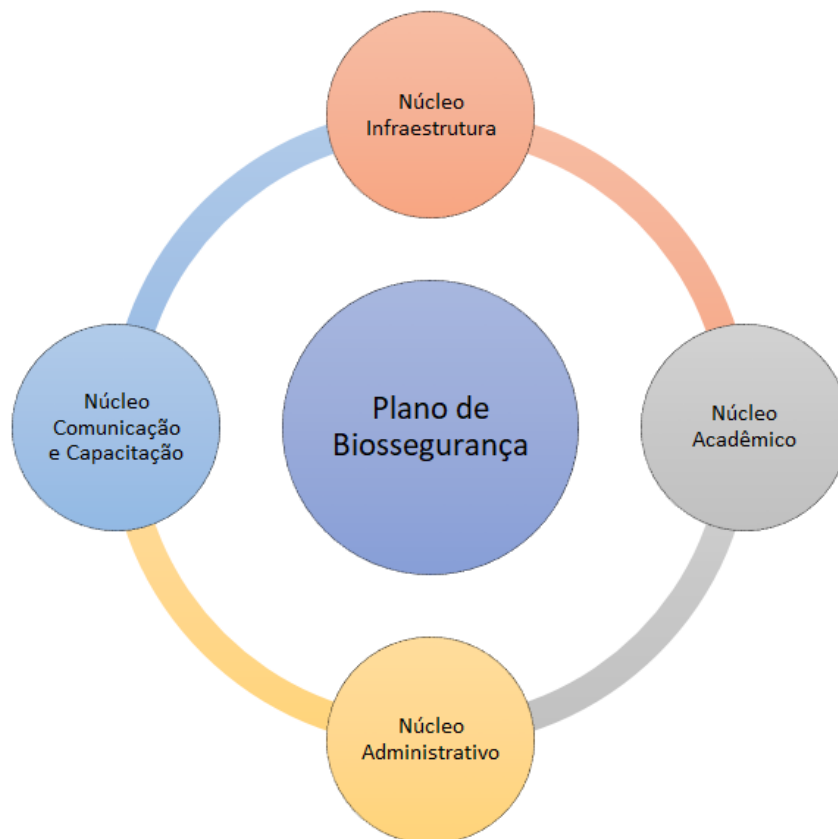 Núcleo
Infraestrutura
Núcleo
Comunicação
e Capacitação
Plano de
Biossegurança
Núcleo
Acadêmico
Núcleo
Administrativo